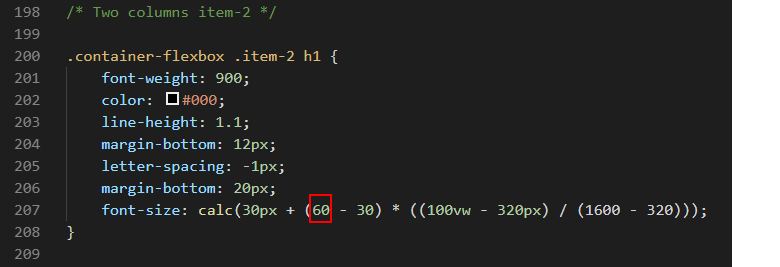 198 /* Two columns item-2 */
199
200 .container-flexbox .item-2 h1 {
201 font-weight: 900;
202 color: #000;
203 line-height: 1.1;
204 margin-bottom: 12px;
205 letter-spacing: -1px;
206 margin-bottom: 20px;
207 font-size: calc(30px + (60 - 30) * ((100vw - 320px) / (1600 - 320)));
208 }
209